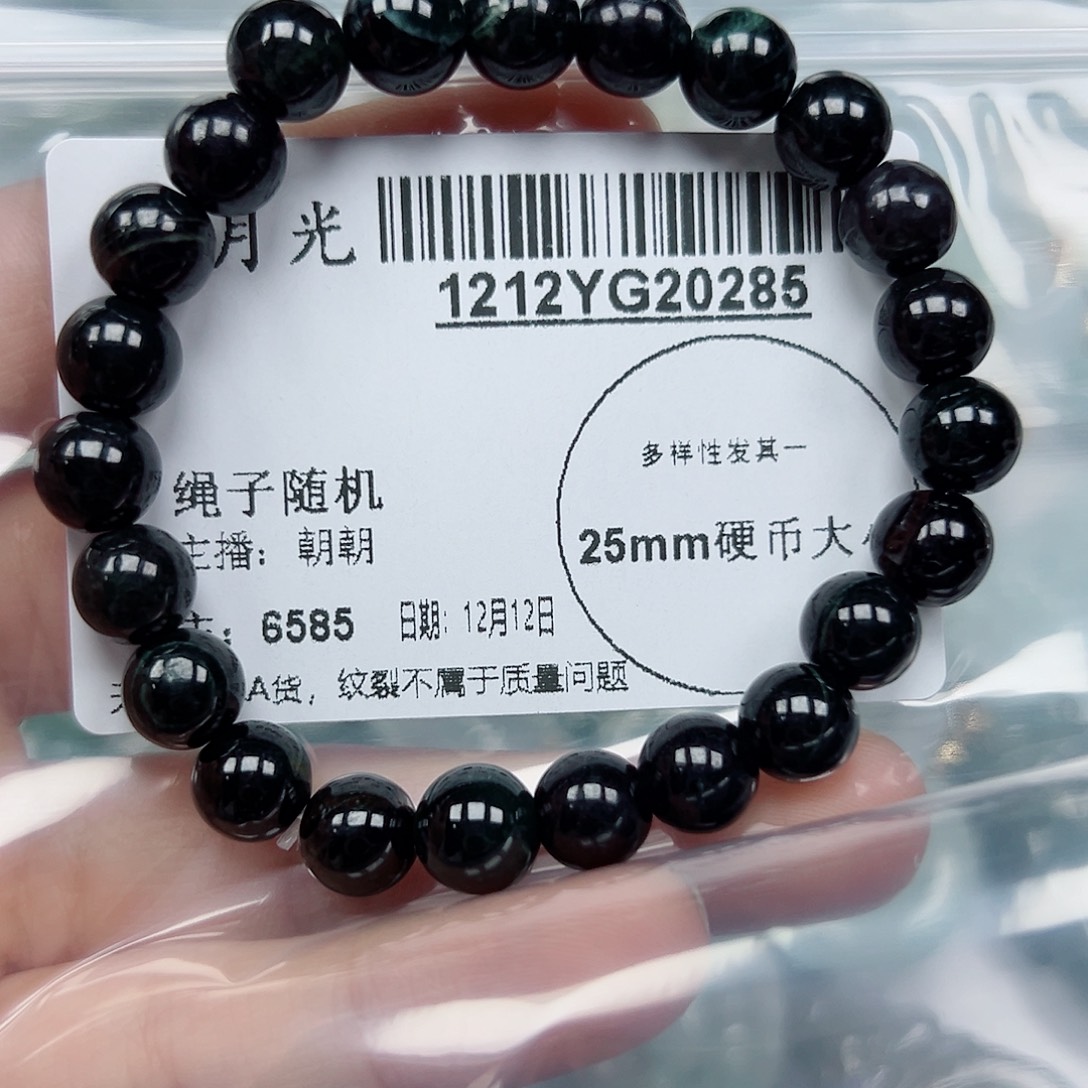 月光
1212YG20285
多样性发其一
25mm硬币大
绳子随机
主播：朝朝
6585 日期：12月12日
A货，纹裂不属于质量问题